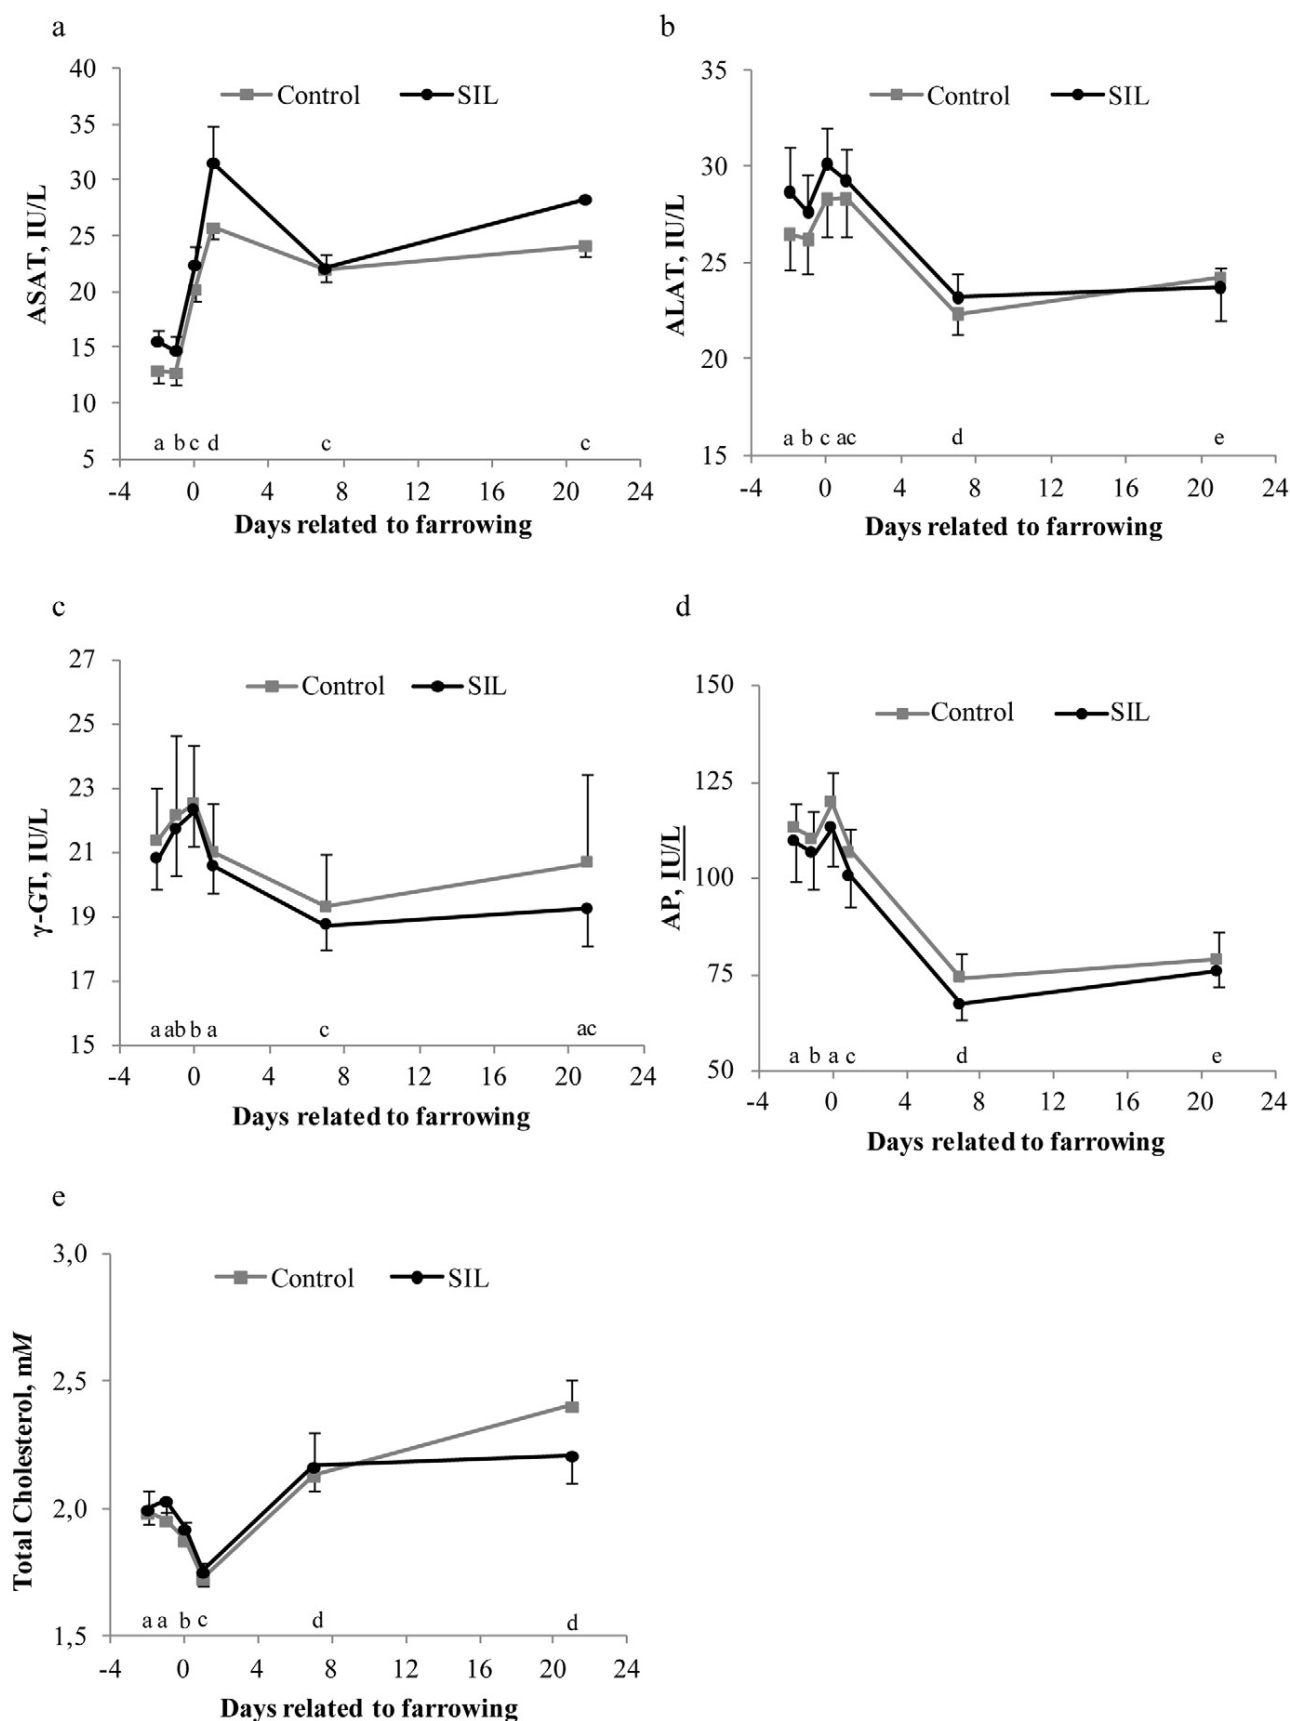 a
40
35
30
25
20
15
10
5
ASAT, IU/L
Control SIL
a b c d c c
-4 0 4 8 12 16 20 24
Days related to farrowing
b
35
30
25
20
15
ALAT, IU/L
Control SIL
a b c ac d e
-4 0 4 8 12 16 20 24
Days related to farrowing
c
27
25
23
21
19
17
15
γ-GT, IU/L
Control SIL
a ab b a c ac
-4 0 4 8 12 16 20 24
Days related to farrowing
d
150
125
100
75
50
AP, IU/L
Control SIL
a b a c d e
-4 0 4 8 12 16 20 24
Days related to farrowing
e
3,0
2,5
2,0
1,5
Total Cholesterol, mM
Control SIL
a a b c d d
-4 0 4 8 12 16 20 24
Days related to farrowing